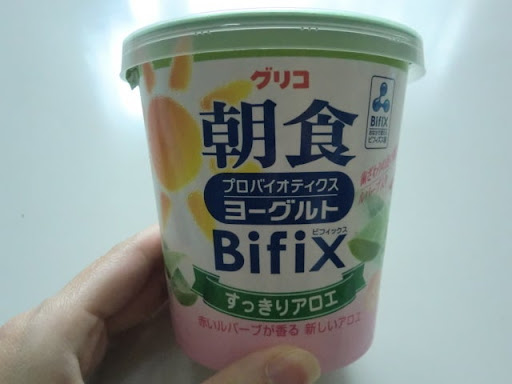 グリコ
朝食
プロバイオティクス
ヨーグルト
ビフィックス
BifiX
すっきりアロエ
赤いルバーブが香る 新しいアロエ
BifiX